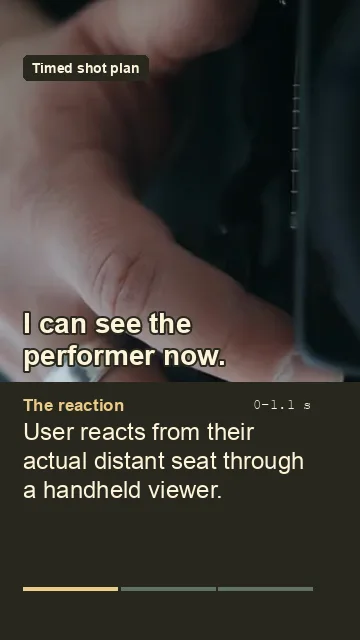 Timed shot plan
I can see the
performer now.
The reaction
0–1.1 s
User reacts from their
actual distant seat through
a handheld viewer.